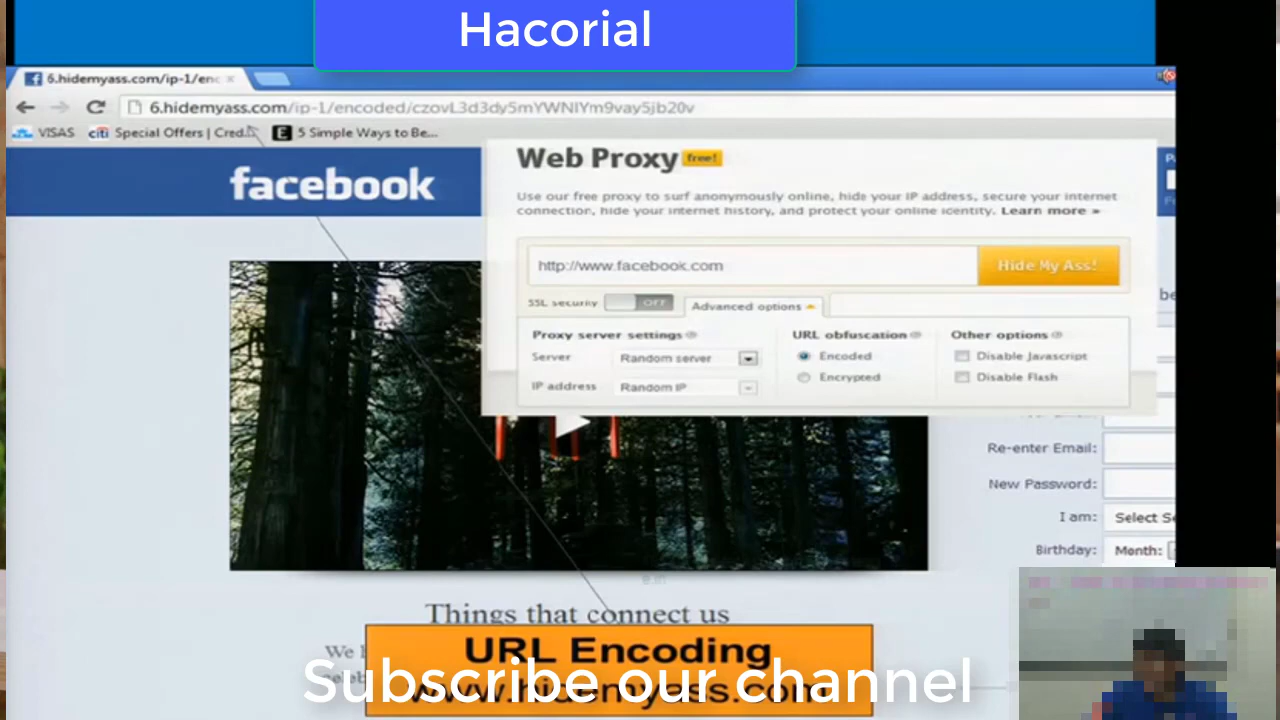 Hacorial
6.hidemyass.com/ip-1/enc
6.hidemyass.com/ip-1/encoded/czovL3d3dy5mYWNlYm9vay5jb20v
VISAS
Special Offers | Cred...
5 Simple Ways to Be...
facebook
Web Proxy free!
Use our free proxy to surf anonymously online, hide your IP address, secure your internet
connection, hide your internet history, and protect your online identity. Learn more »
http://www.facebook.com
Hide My Ass!
SSL security OFF
Advanced options
Proxy server settings
URL obfuscation
Other options
Server Random server
Encoded
Disable Javascript
IP address Random IP
Encrypted
Disable Flash
Re-enter Email:
New Password:
I am: Select Se
Birthday: Month:
Things that connect us
URL Encoding
www.hidemyass.com
Subscribe our channel